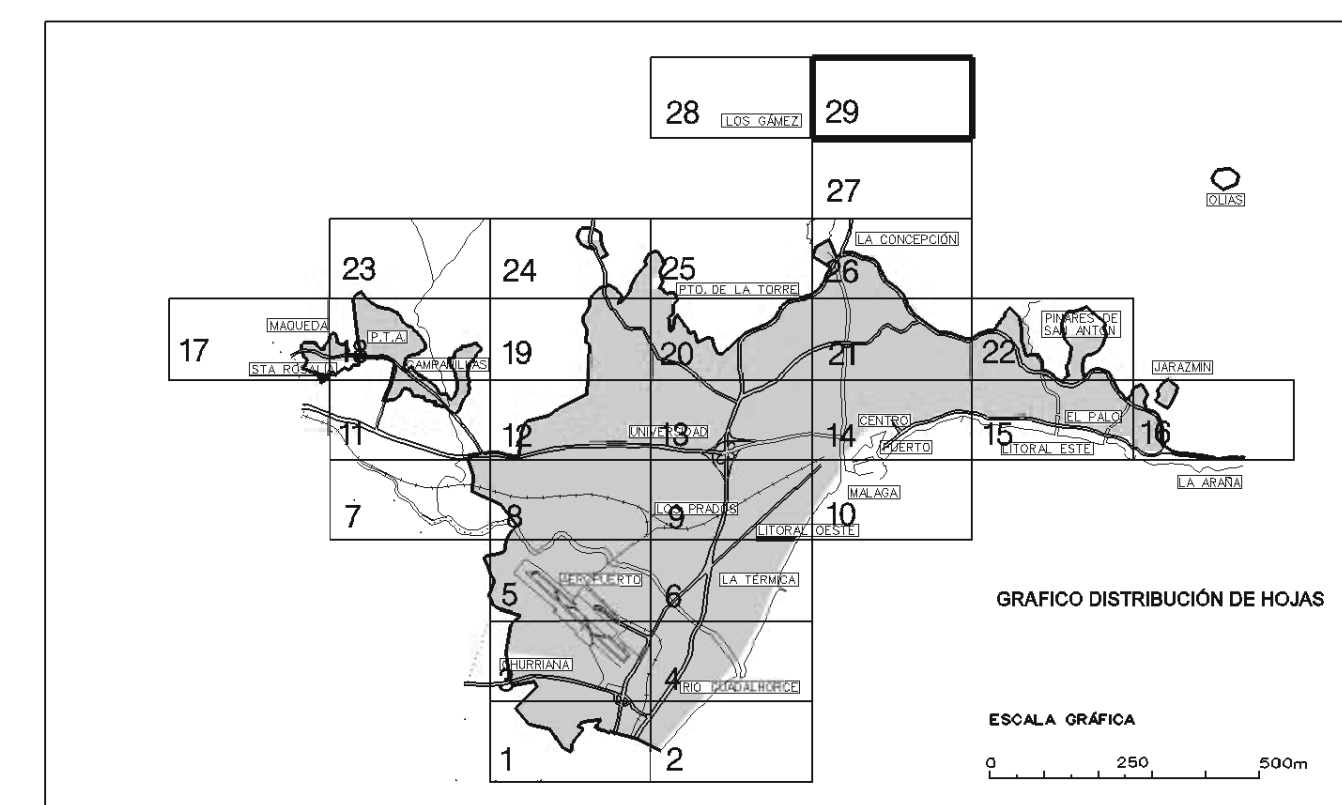 28
LOS GÁMEZ
29
27
OLIAS
23
24
25
LA CONCEPCIÓN
26
PTO. DE LA TORRE
17
MAQUEDA
P.T.A.
18
STA ROSALIA
CAMPANILLAS
19
20
21
22
PINARES DE
SAN ANTÓN
JARAZMIN
11
12
UNIVERSIDAD
13
14
CENTRO
PUERTO
15
EL PALO
LITORAL ESTE
16
LA ARAÑA
7
8
LOS PRADOS
9
MALAGA
10
LITORAL OESTE
5
AEROPUERTO
6
LA TÉRMICA
GRAFICO DISTRIBUCIÓN DE HOJAS
CHURRIANA
3
4
RIO GUADALHORCE
1
2
ESCALA GRÁFICA
0 250 500m